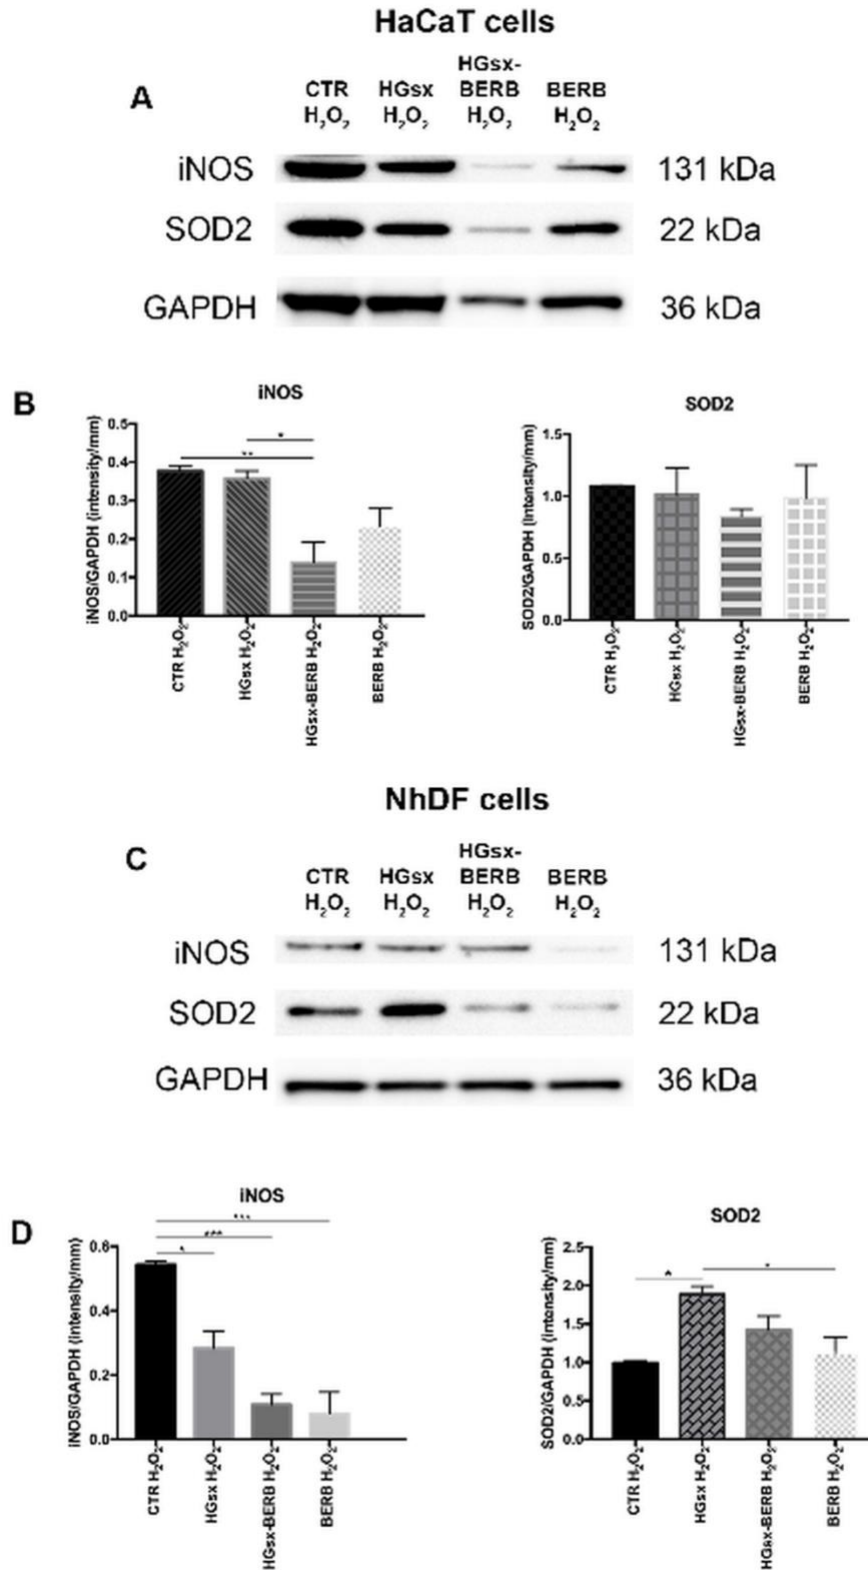 HaCaT cells
A
CTR H₂O₂
HGsx H₂O₂
HGsx-BERB H₂O₂
BERB H₂O₂
iNOS 131 kDa
SOD2 22 kDa
GAPDH 36 kDa
B
iNOS
iNOS/GAPDH (intensity/mm)
0.5
0.4
0.3
0.2
0.1
0.0
*
**
CTR H₂O₂
HGsx H₂O₂
HGsx-BERB H₂O₂
BERB H₂O₂
SOD2
SOD2/GAPDH (intensity/mm)
1.5
1.0
0.5
0.0
CTR H₂O₂
HGsx H₂O₂
HGsx-BERB H₂O₂
BERB H₂O₂
NhDF cells
C
CTR H₂O₂
HGsx H₂O₂
HGsx-BERB H₂O₂
BERB H₂O₂
iNOS 131 kDa
SOD2 22 kDa
GAPDH 36 kDa
D
iNOS
iNOS/GAPDH (intensity/mm)
0.6
0.4
0.2
0.0
***
***
*
CTR H₂O₂
HGsx H₂O₂
HGsx-BERB H₂O₂
BERB H₂O₂
SOD2
SOD2/GAPDH (intensity/mm)
2.5
2.0
1.5
1.0
0.5
0.0
*
*
CTR H₂O₂
HGsx H₂O₂
HGsx-BERB H₂O₂
BERB H₂O₂